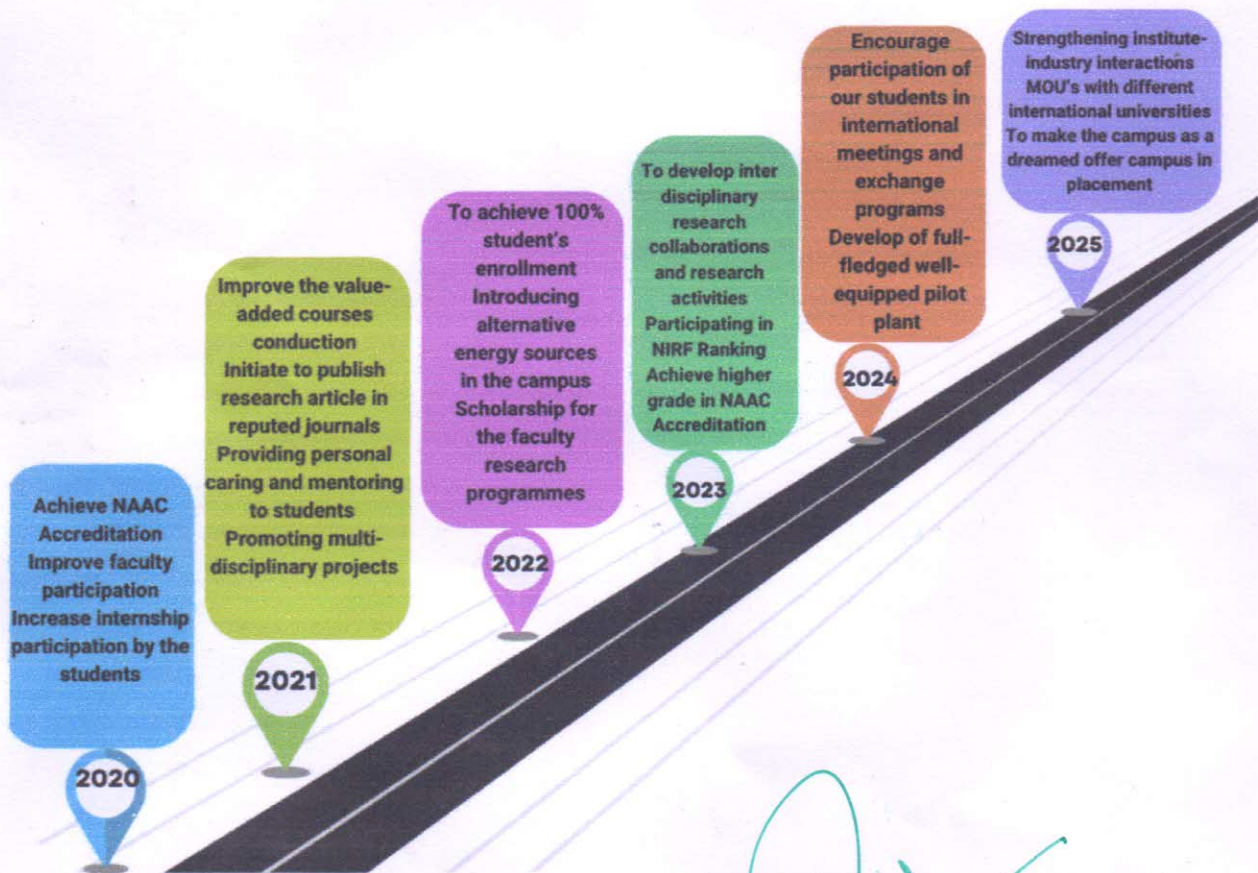 Achieve NAAC
Accreditation
Improve faculty
participation
Increase internship
participation by the
students
2020
Improve the value-
added courses
conduction
Initiate to publish
research article in
reputed journals
Providing personal
caring and mentoring
to students
Promoting multi-
disciplinary projects
2021
To achieve 100%
student's
enrollment
Introducing
alternative
energy sources
in the campus
Scholarship for
the faculty
research
programmes
2022
To develop inter
disciplinary
research
collaborations
and research
activities
Participating in
NIRF Ranking
Achieve higher
grade in NAAC
Accreditation
2023
Encourage
participation of
our students in
international
meetings and
exchange
programs
Develop of full-
fledged well-
equipped pilot
plant
2024
Strengthening institute-
industry interactions
MOU's with different
international universities
To make the campus as a
dreamed offer campus in
placement
2025